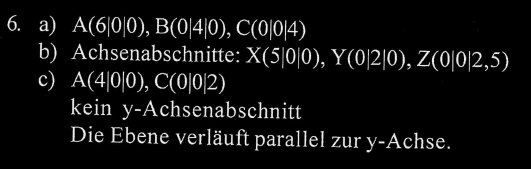 6. a) A(6|0|0), B(0|4|0), C(0|0|4)
b) Achsenabschnitte: X(5|0|0), Y(0|2|0), Z(0|0|2,5)
c) A(4|0|0), C(0|0|2)
kein y-Achsenabschnitt
Die Ebene verläuft parallel zur y-Achse.